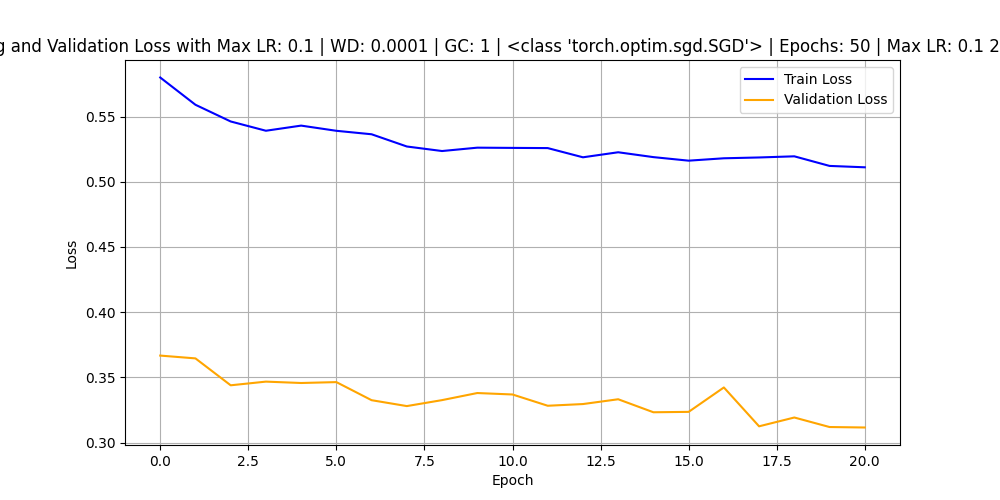 and Validation Loss with Max LR: 0.1 | WD: 0.0001 | GC: 1 | <class 'torch.optim.sgd.SGD'> | Epochs: 50 | Max LR: 0.1 2
Train Loss
Validation Loss
0.55
0.50
0.45
0.40
0.35
0.30
Loss
0.0 2.5 5.0 7.5 10.0 12.5 15.0 17.5 20.0
Epoch